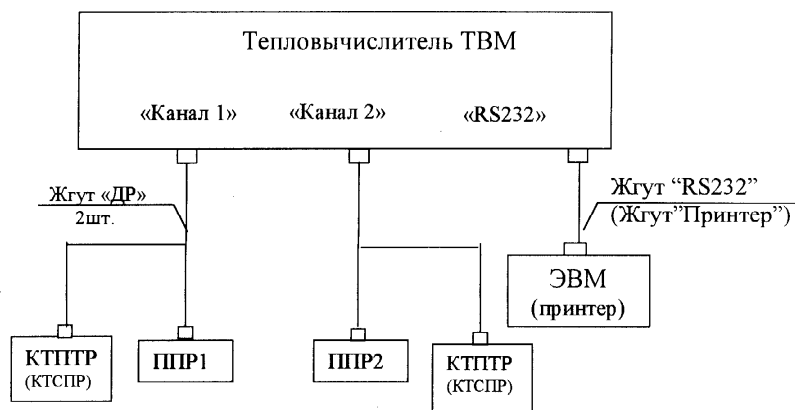 Тепловычислитель ТВМ
«Канал 1» «Канал 2» «RS232»
Жгут «ДР»
2шт.
Жгут “RS232”
(Жгут”Принтер”)
ЭВМ
(принтер)
КТПТР
(КТСПР)
ППР1
ППР2
КТПТР
(КТСПР)